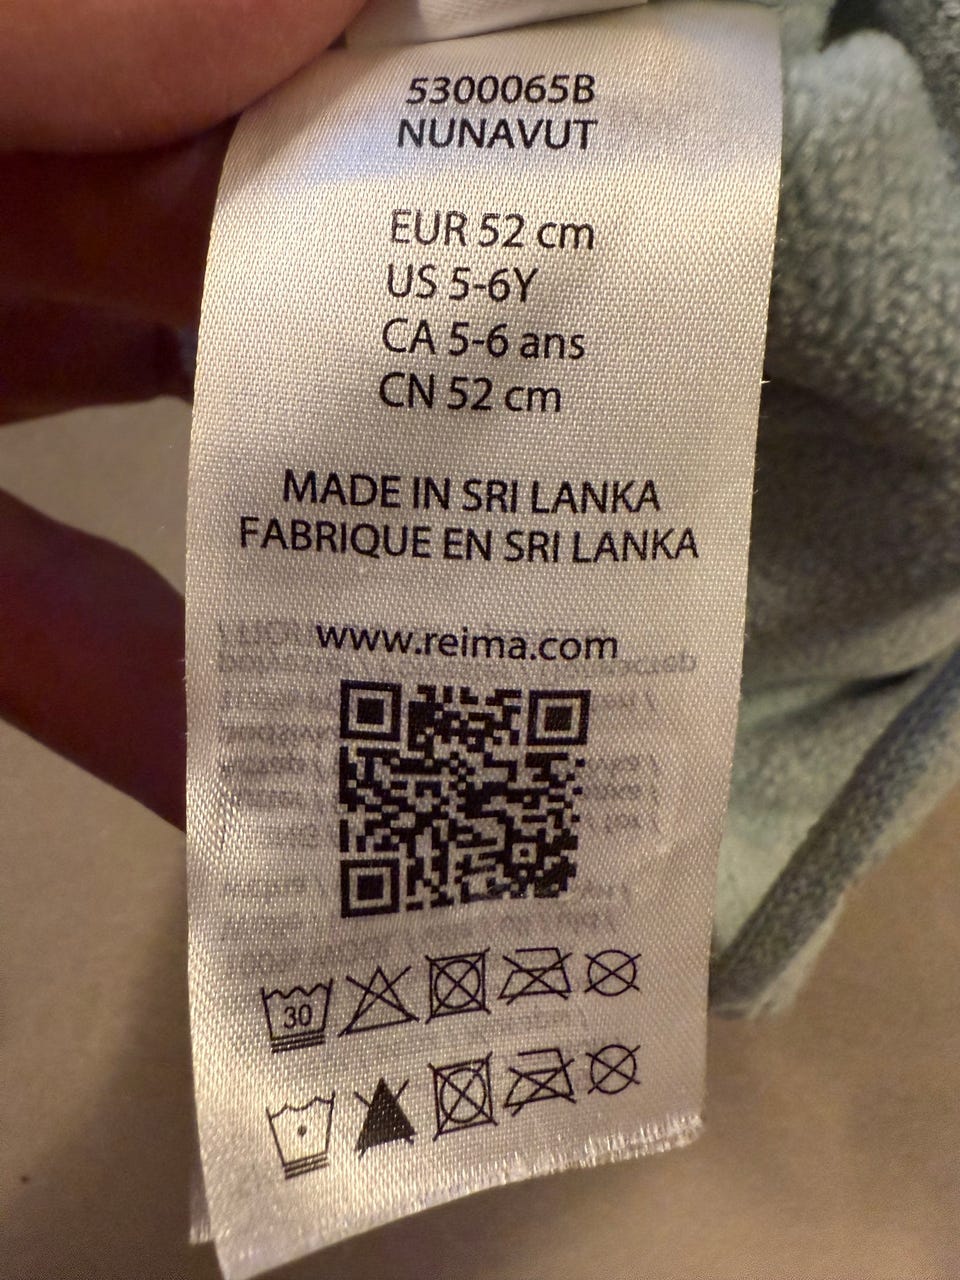 5300065B
NUNAVUT
EUR 52 cm
US 5-6Y
CA 5-6 ans
CN 52 cm
MADE IN SRI LANKA
FABRIQUE EN SRI LANKA
www.reima.com
30